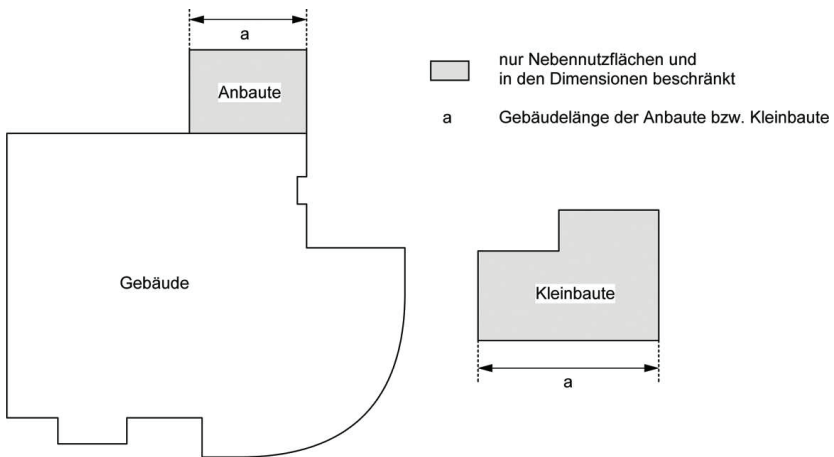 a
Anbaute
nur Nebennutzflächen und
in den Dimensionen beschränkt
a Gebäudelänge der Anbaute bzw. Kleinbaute
Gebäude
Kleinbaute
a